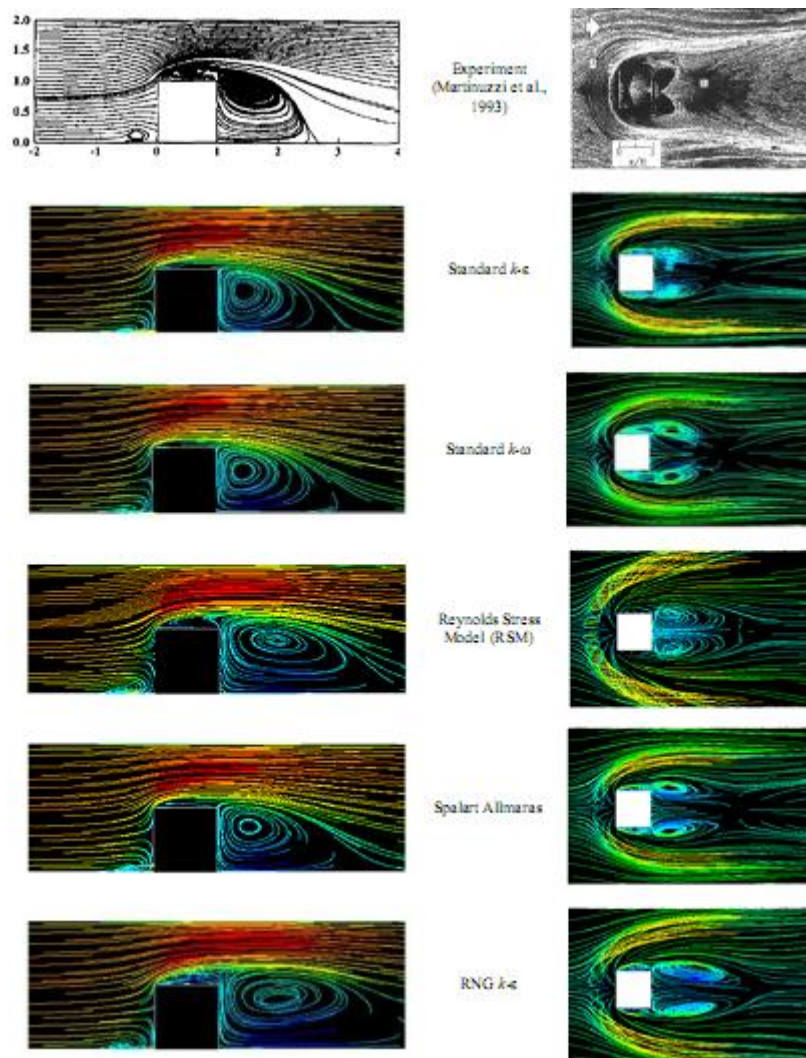 2.0
1.5
1.0
0.5
0.0
-2
-1
0
1
2
3
4
Experiment
(Martinuzzi et al.,
1993)
Standard k-ε
Standard k-ω
Reynolds Stress
Model (RSM)
Spalart Allmaras
RNG k-ε